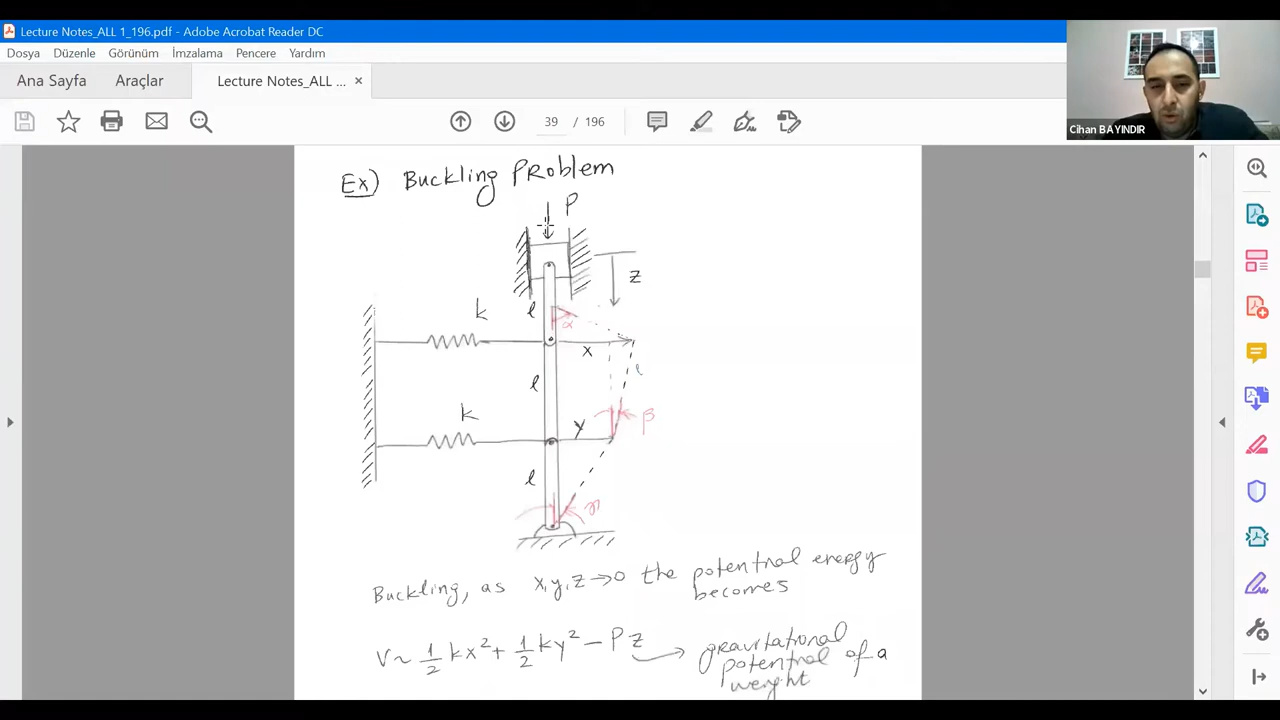 Lecture Notes_ALL 1_196.pdf - Adobe Acrobat Reader DC
Dosya Düzenle Görünüm İmzalama Pencere Yardım
Ana Sayfa Araçlar Lecture Notes_ALL ... ×
39 / 196
Cihan BAYINDIR
Ex) Buckling Problem
P
z
l
α
k
x
l
l
k
y
β
l
γ
Buckling, as x,y,z→0 the potential energy
becomes
V ~ 1/2 kx² + 1/2 ky² - Pz → gravitational
potential of a
weight